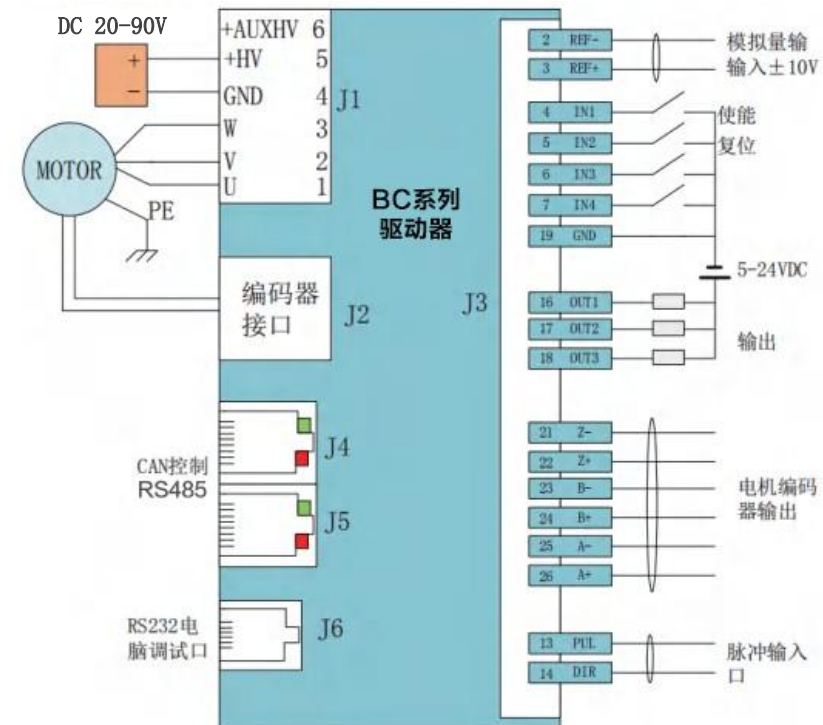 DC 20-90V
+AUXHV 6
+HV 5
GND 4
W 3
V 2
U 1
J1
+
−
MOTOR
PE
BC系列
驱动器
编码器
接口
J2
J3
CAN控制
RS485
J4
J5
RS232电
脑调试口
J6
2 REF-
3 REF+
模拟量输
输入±10V
4 IN1
使能
5 IN2
复位
6 IN3
7 IN4
19 GND
5-24VDC
16 OUT1
17 OUT2
18 OUT3
输出
21 Z-
22 Z+
23 B-
24 B+
25 A-
26 A+
电机编码
器输出
13 PUL
14 DIR
脉冲输入
口